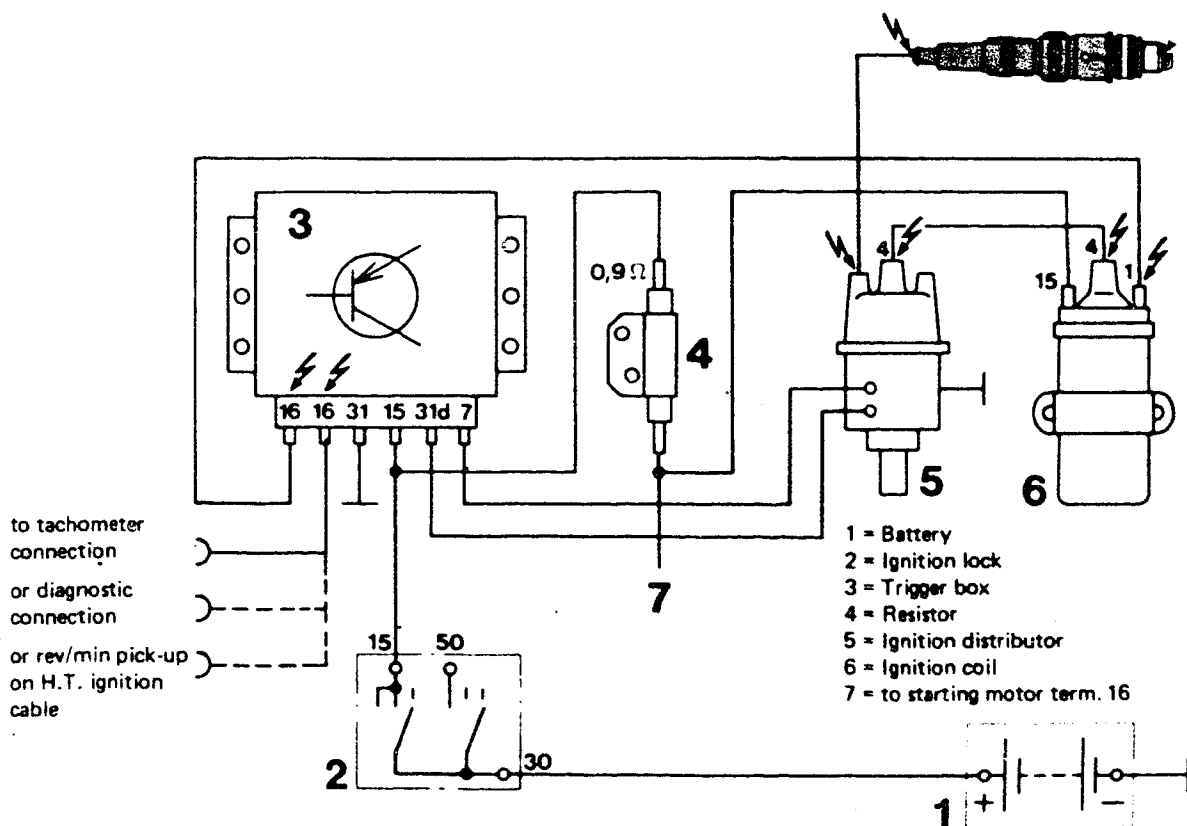 3
0,9 Ω
4
4
4
15
1
16 16 31 15 31d 7
5
6
to tachometer
connection
or diagnostic
connection
or rev/min pick-up
on H.T. ignition
cable
7
1 = Battery
2 = Ignition lock
3 = Trigger box
4 = Resistor
5 = Ignition distributor
6 = Ignition coil
7 = to starting motor term. 16
15 50
2
30
1
+ −